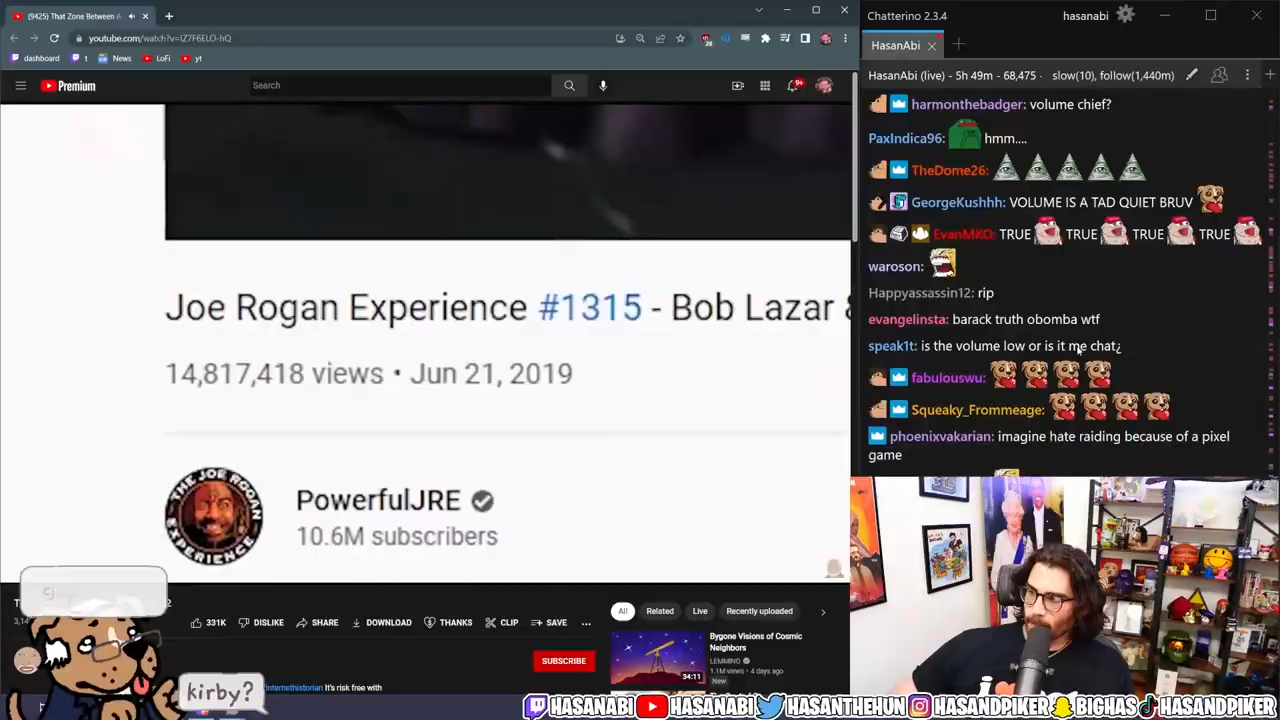 (9425) That Zone Between A
youtube.com/watch?v=IZ7F6ELO-hQ
dashboard
t
News
LoFi
yt
Premium
Search
9+
Joe Rogan Experience #1315 - Bob Lazar
14,817,418 views • Jun 21, 2019
THE JOE ROGAN EXPERIENCE
PowerfulJRE
10.6M subscribers
331K
DISLIKE
SHARE
DOWNLOAD
THANKS
CLIP
SAVE
...
SUBSCRIBE
kirby?
It's risk free with
All
Related
Live
Recently uploaded
Bygone Visions of Cosmic
Neighbors
LEMMiNO
1.1M views • 4 days ago
New
34:11
Chatterino 2.3.4
hasanabi
HasanAbi
HasanAbi (live) - 5h 49m - 68,475 - slow(10), follow(1,440m)
harmonthebadger: volume chief?
PaxIndica96: hmm....
TheDome26:
GeorgeKushhh: VOLUME IS A TAD QUIET BRUV
EvanMKO: TRUE TRUE TRUE TRUE
waroson:
Happyassassin12: rip
evangelinsta: barack truth obomba wtf
speak1t: is the volume low or is it me chat¿
fabulouswu:
Squeaky_Frommeage:
phoenixvakarian: imagine hate raiding because of a pixel
game
HASANABI
HASANABI
HASANTHEHUN
HASANDPIKER
BIGHAS
HASANDPIKER